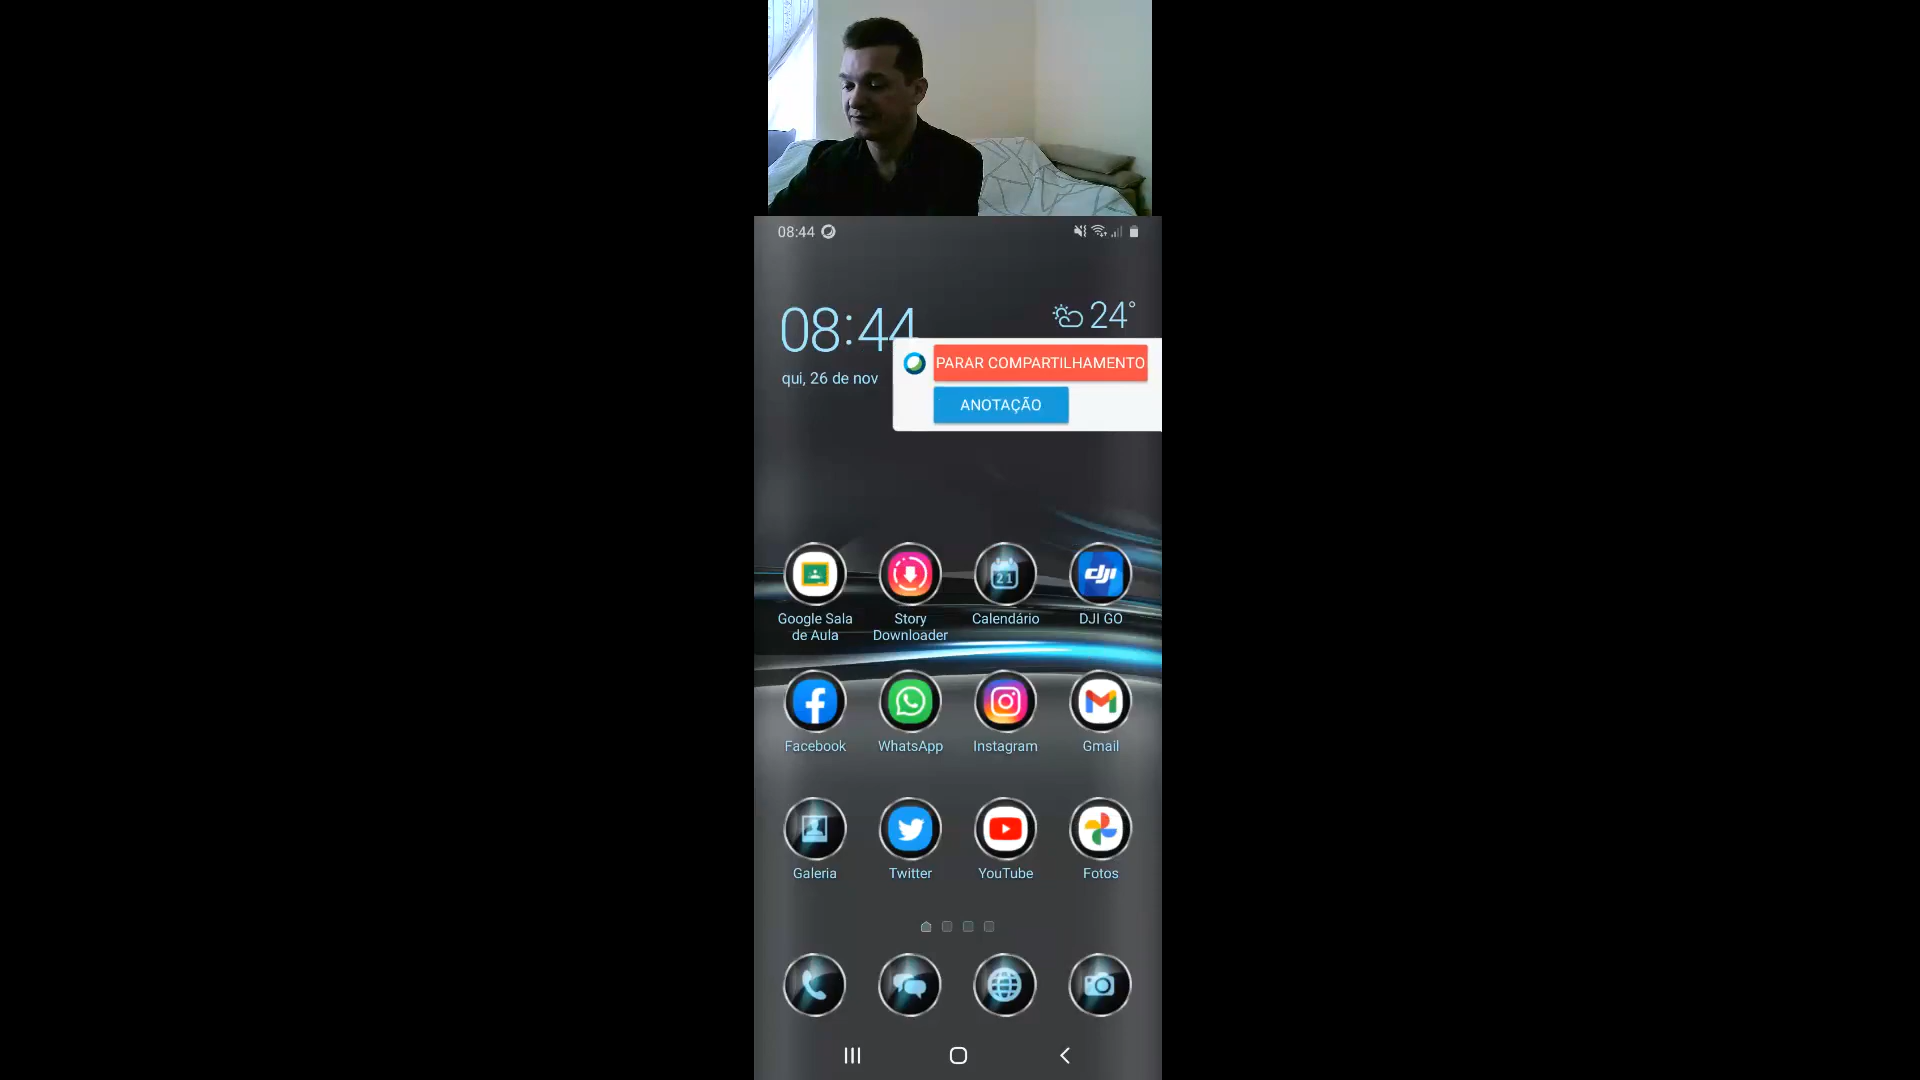 08:44
08:44
24°
qui, 26 de nov
PARAR COMPARTILHAMENTO
ANOTAÇÃO
21
dji
Google Sala
de Aula
Story
Downloader
Calendário
DJI GO
Facebook
WhatsApp
Instagram
Gmail
Galeria
Twitter
YouTube
Fotos